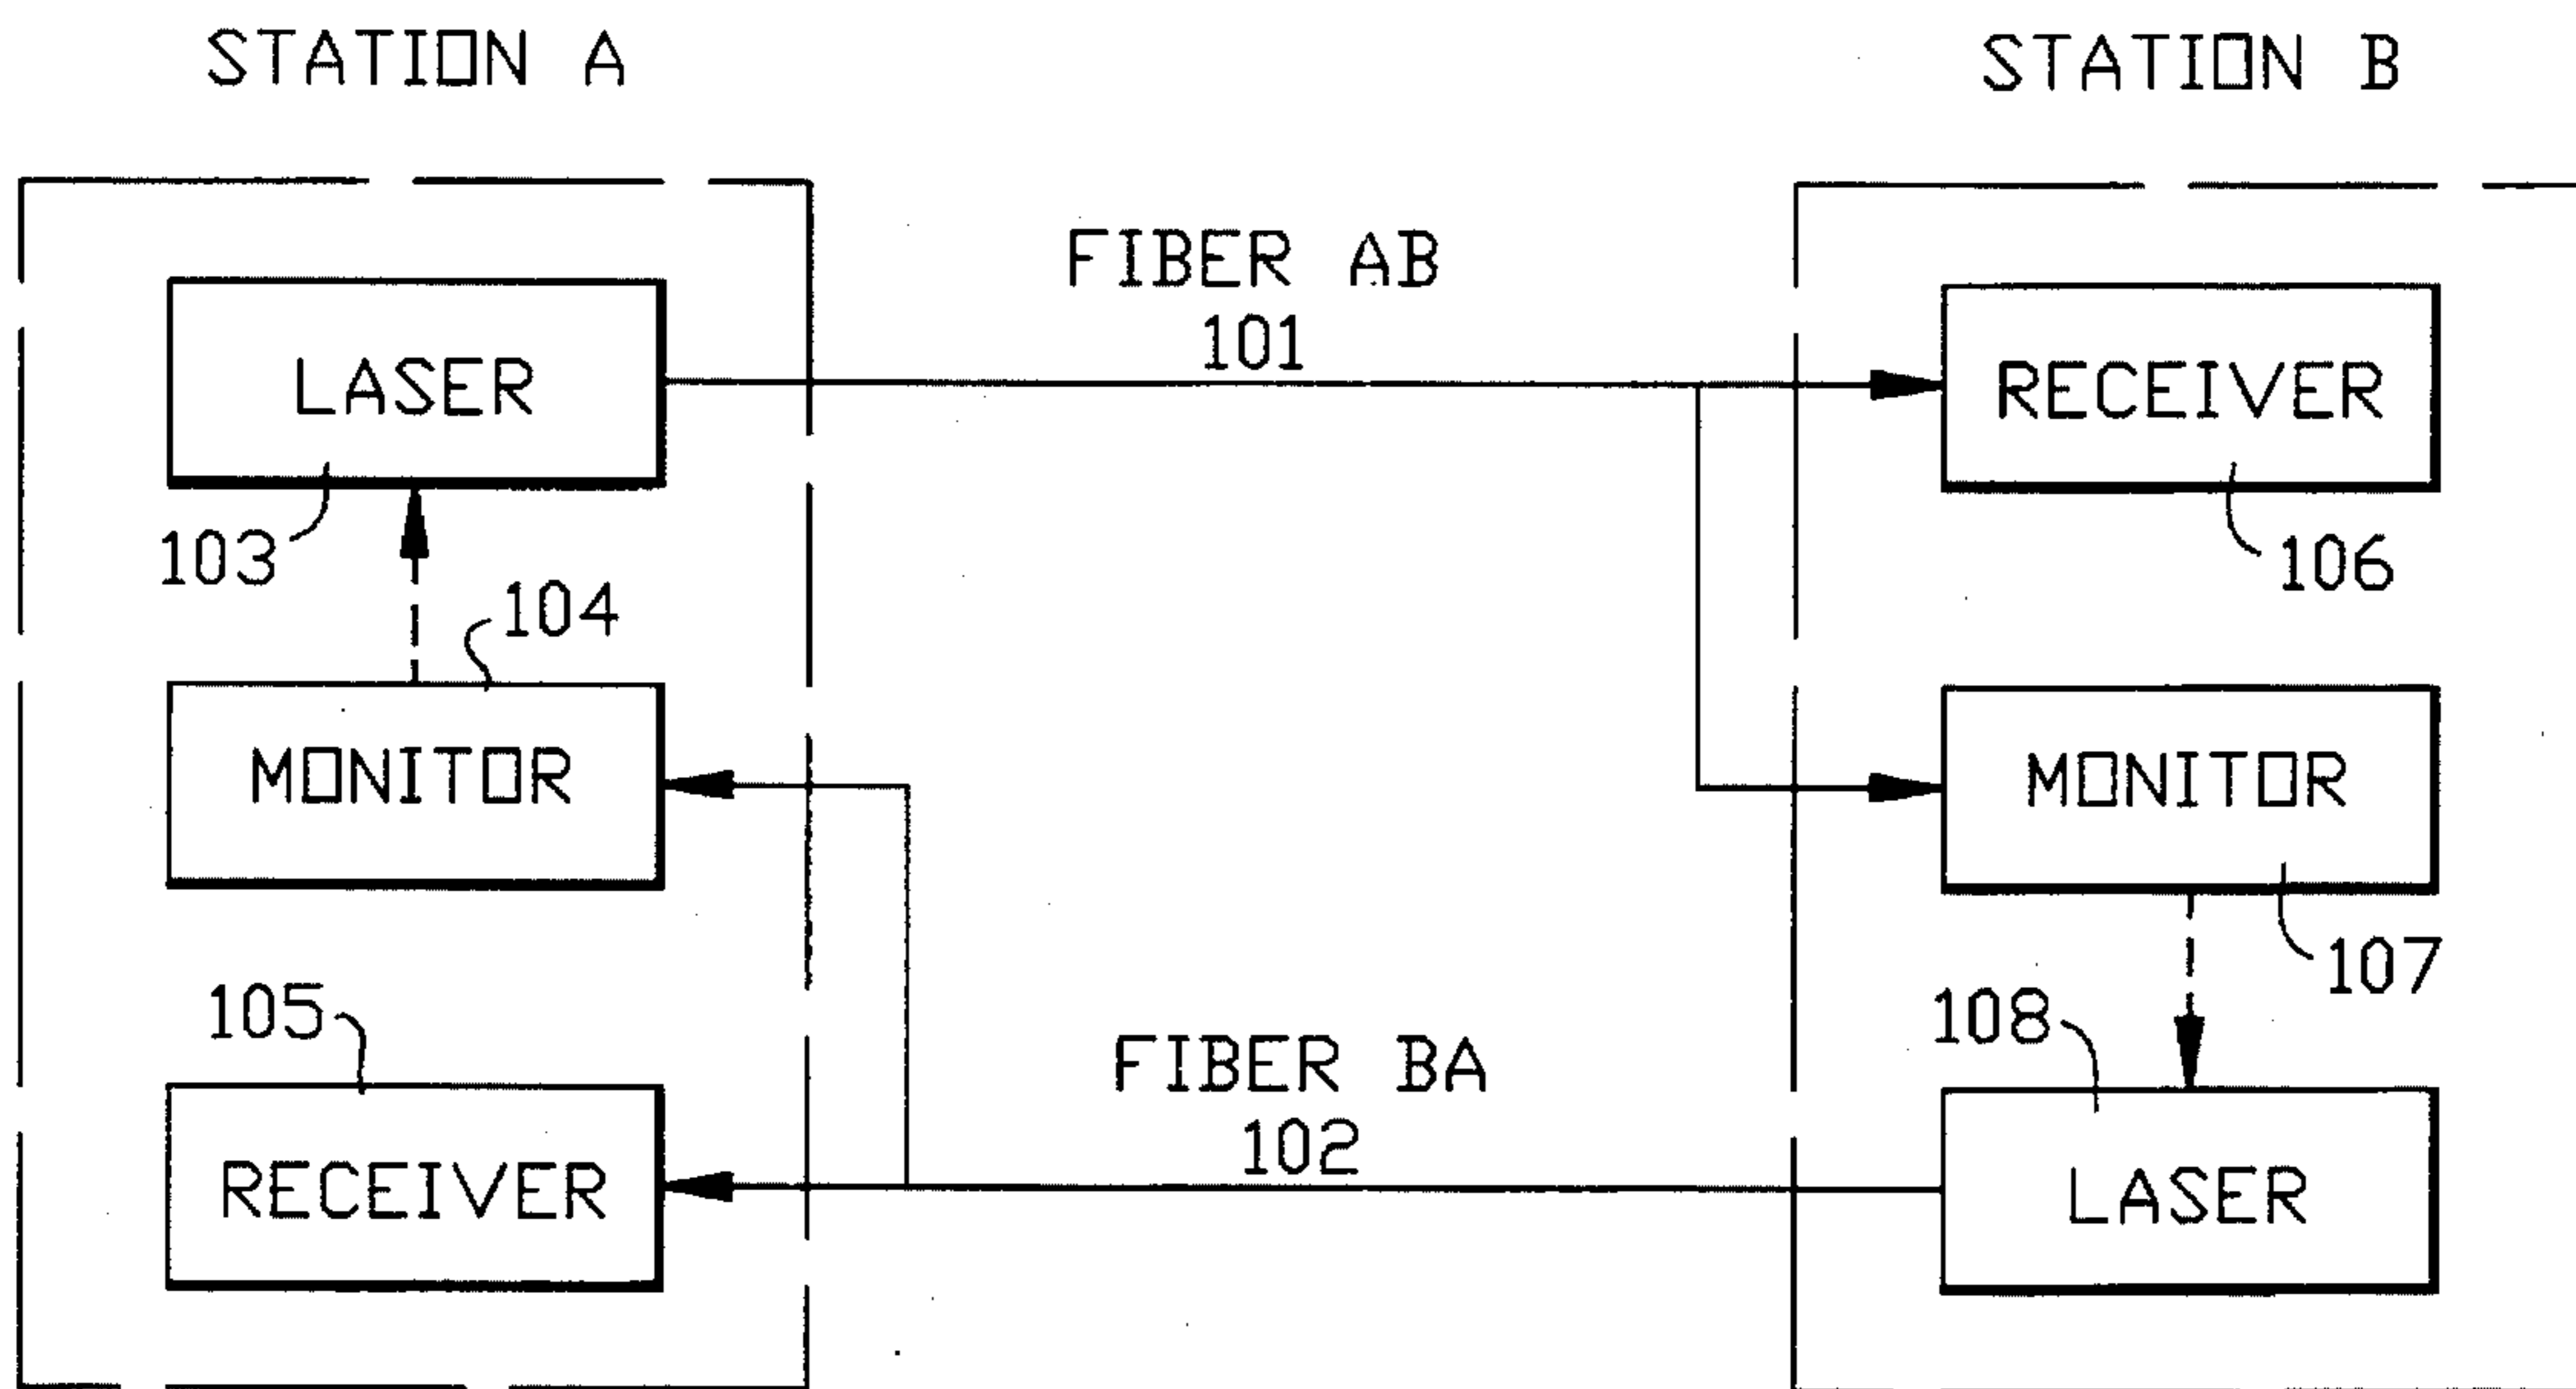 STATION A
STATION B
FIBER AB
101
LASER
RECEIVER
103
106
104
MONITOR
MONITOR
107
105
108
FIBER BA
102
RECEIVER
LASER